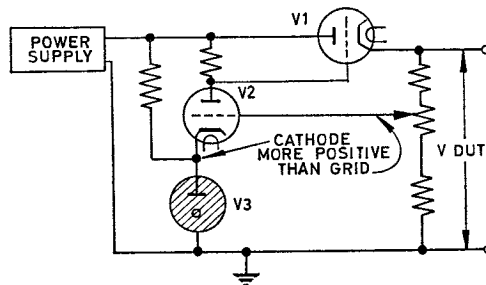 V1
POWER
SUPPLY
V2
CATHODE
MORE POSITIVE
THAN GRID
V OUT
V3